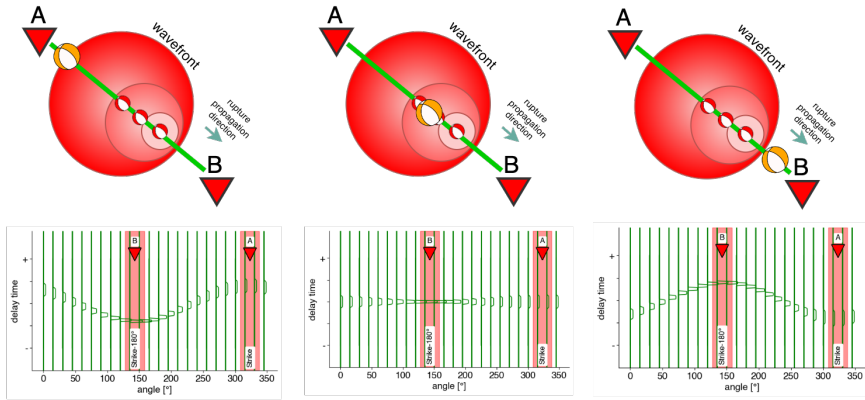 A
wavefront
rupture
propagation
direction
B
A
wavefront
rupture
propagation
direction
B
A
wavefront
rupture
propagation
direction
B
delay time
+
-
B
A
Strike-180°
Strike
0 50 100 150 200 250 300 350
angle [°]
delay time
+
-
B
A
Strike-180°
Strike
0 50 100 150 200 250 300 350
angle [°]
delay time
+
-
B
A
Strike-180°
Strike
0 50 100 150 200 250 300 350
angle [°]